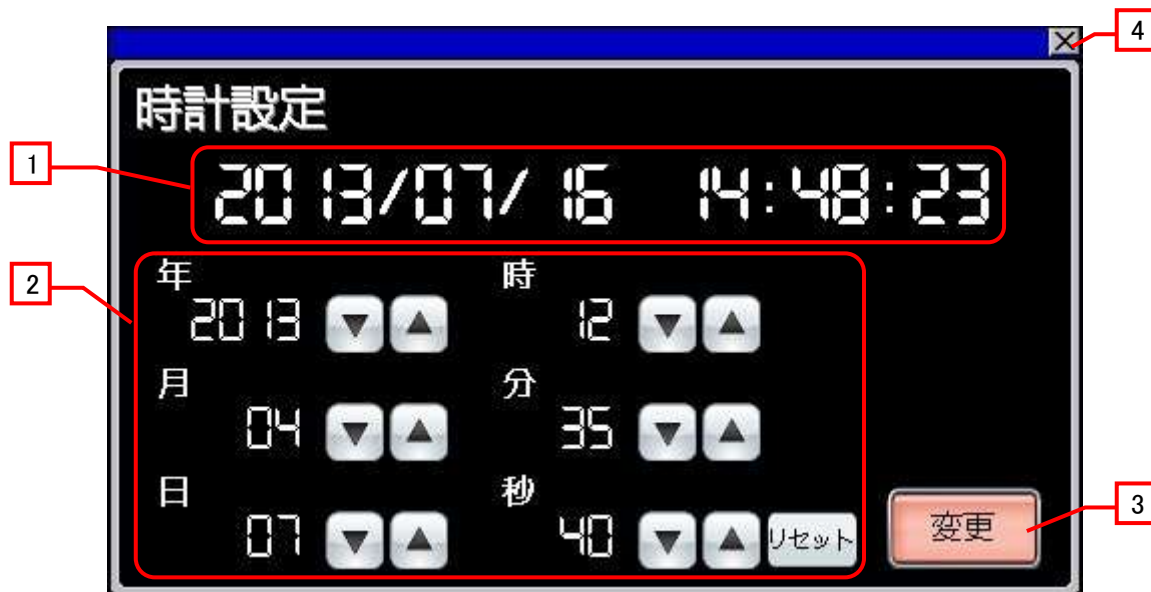 4
時計設定
1
2013/07/16 14:48:23
2
年 時
2013 ▼ ▲ 12 ▼ ▲
月 分
04 ▼ ▲ 35 ▼ ▲
日 秒
07 ▼ ▲ 40 ▼ ▲ リセット
変更
3